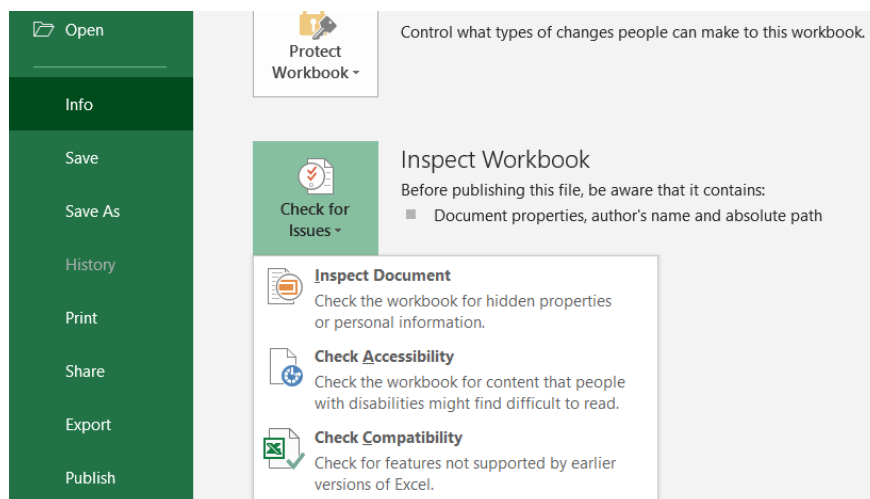 Open
Info
Save
Save As
History
Print
Share
Export
Publish
Protect
Workbook
Control what types of changes people can make to this workbook.
Check for
Issues
Inspect Workbook
Before publishing this file, be aware that it contains:
Document properties, author's name and absolute path
Inspect Document
Check the workbook for hidden properties
or personal information.
Check Accessibility
Check the workbook for content that people
with disabilities might find difficult to read.
Check Compatibility
Check for features not supported by earlier
versions of Excel.